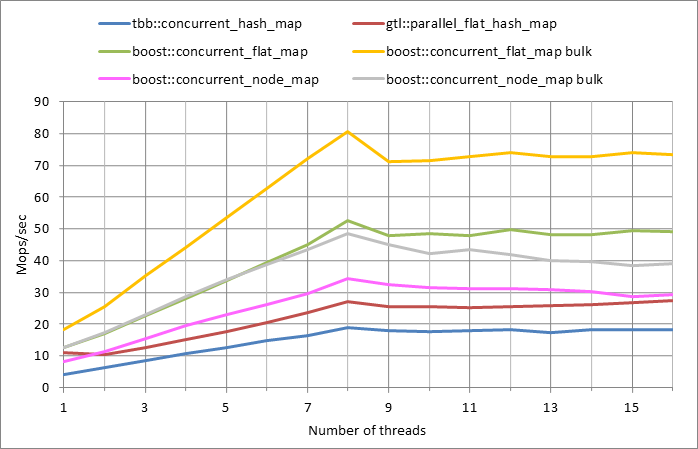 tbb::concurrent_hash_map gtl::parallel_flat_hash_map
boost::concurrent_flat_map boost::concurrent_flat_map bulk
boost::concurrent_node_map boost::concurrent_node_map bulk
90
80
70
60
50
40
30
20
10
0
Mops/sec
1 3 5 7 9 11 13 15
Number of threads